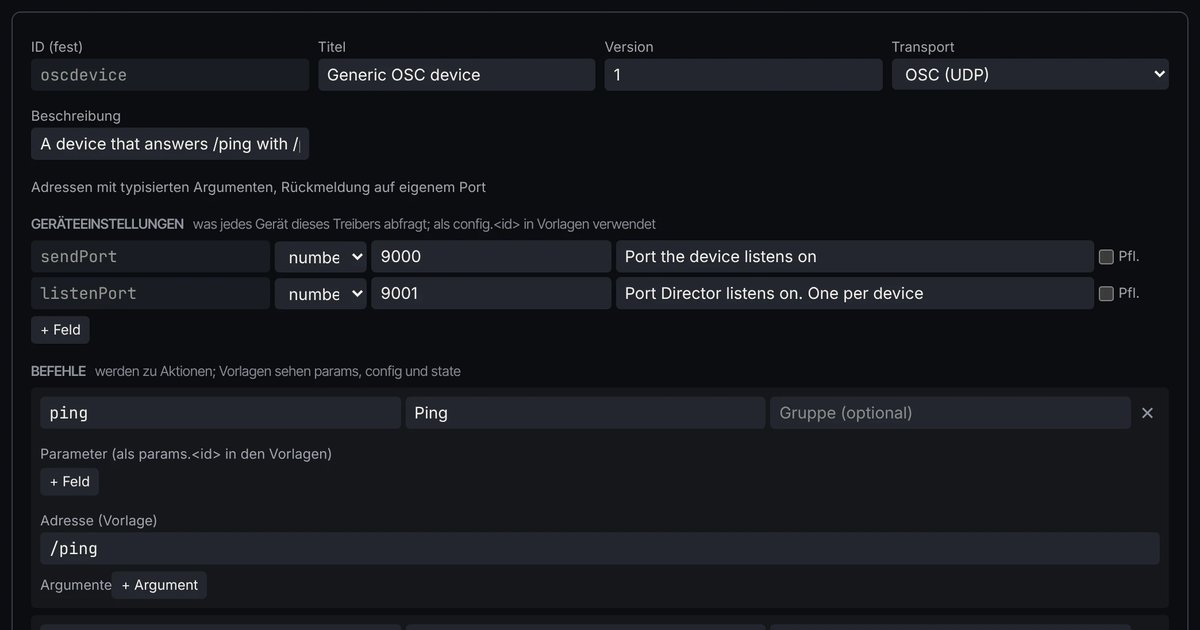 ID (fest) Titel Version Transport
oscdevice Generic OSC device 1 OSC (UDP)
Beschreibung
A device that answers /ping with /
Adressen mit typisierten Argumenten, Rückmeldung auf eigenem Port
GERÄTEEINSTELLUNGEN was jedes Gerät dieses Treibers abfragt; als config.<id> in Vorlagen verwendet
sendPort numbe 9000 Port the device listens on Pfl.
listenPort numbe 9001 Port Director listens on. One per device Pfl.
+ Feld
BEFEHLE werden zu Aktionen; Vorlagen sehen params, config und state
ping Ping Gruppe (optional) ×
Parameter (als params.<id> in den Vorlagen)
+ Feld
Adresse (Vorlage)
/ping
Argumente + Argument